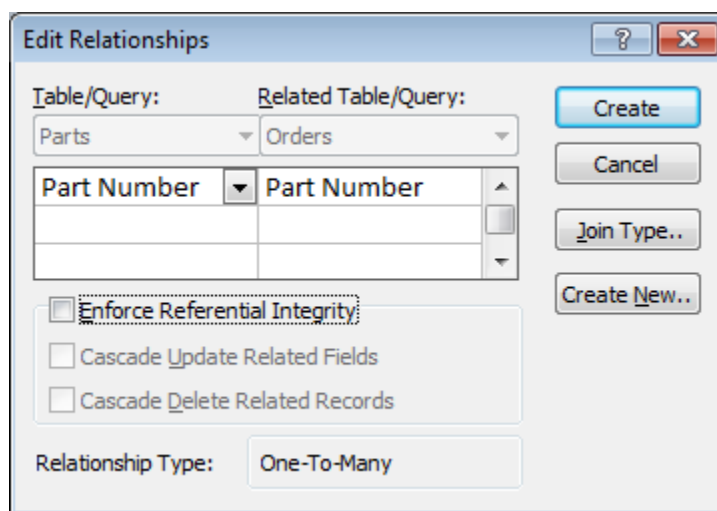 Edit Relationships
Table/Query: Related Table/Query:
Parts Orders
Part Number Part Number
Enforce Referential Integrity
Cascade Update Related Fields
Cascade Delete Related Records
Relationship Type: One-To-Many
Create
Cancel
Join Type..
Create New..